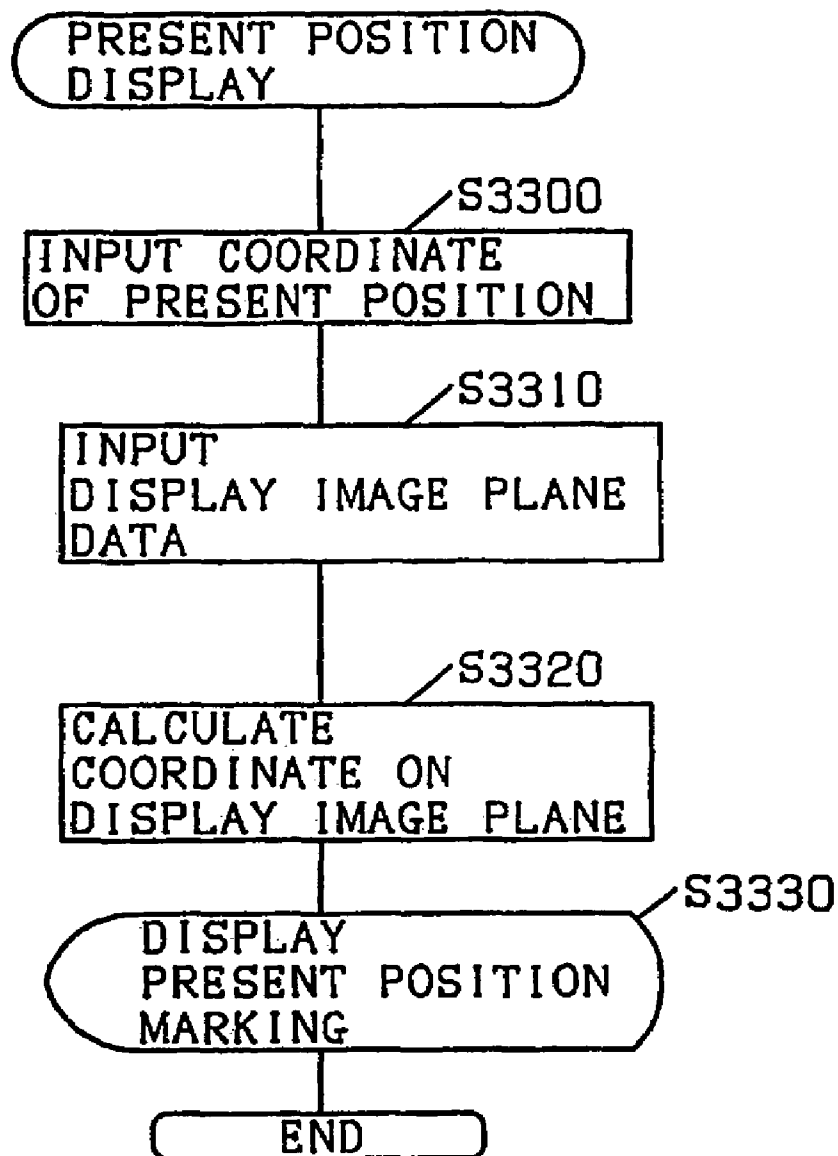 PRESENT POSITION
DISPLAY
S3300
INPUT COORDINATE
OF PRESENT POSITION
S3310
INPUT
DISPLAY IMAGE PLANE
DATA
S3320
CALCULATE
COORDINATE ON
DISPLAY IMAGE PLANE
S3330
DISPLAY
PRESENT POSITION
MARKING
END